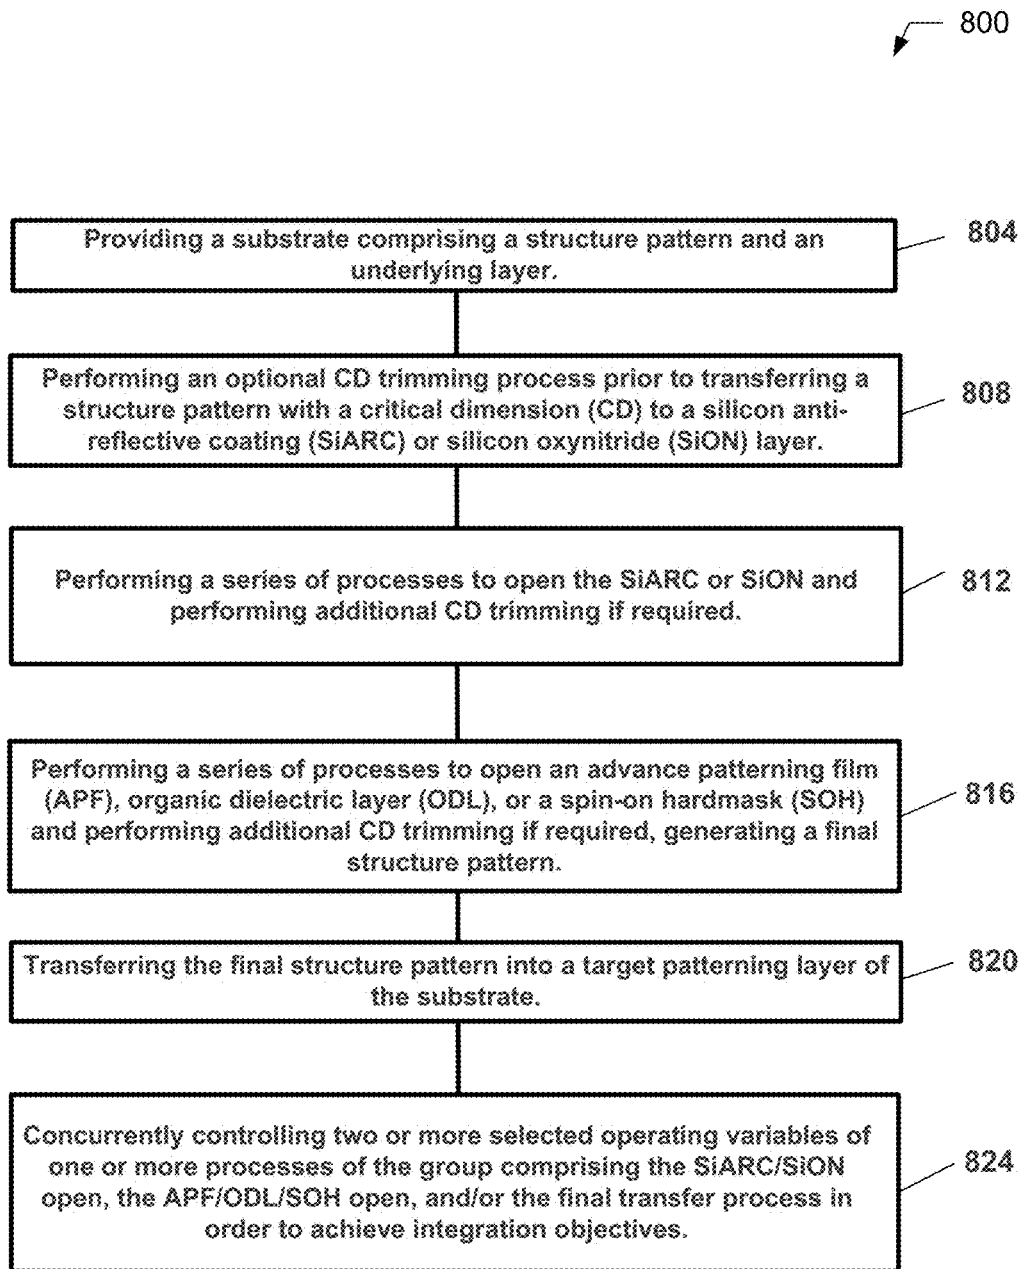 800
Providing a substrate comprising a structure pattern and an
underlying layer.
804
Performing an optional CD trimming process prior to transferring a
structure pattern with a critical dimension (CD) to a silicon anti-
reflective coating (SiARC) or silicon oxynitride (SiON) layer.
808
Performing a series of processes to open the SiARC or SiON and
performing additional CD trimming if required.
812
Performing a series of processes to open an advance patterning film
(APF), organic dielectric layer (ODL), or a spin-on hardmask (SOH)
and performing additional CD trimming if required, generating a final
structure pattern.
816
Transferring the final structure pattern into a target patterning layer of
the substrate.
820
Concurrently controlling two or more selected operating variables of
one or more processes of the group comprising the SiARC/SiON
open, the APF/ODL/SOH open, and/or the final transfer process in
order to achieve integration objectives.
824